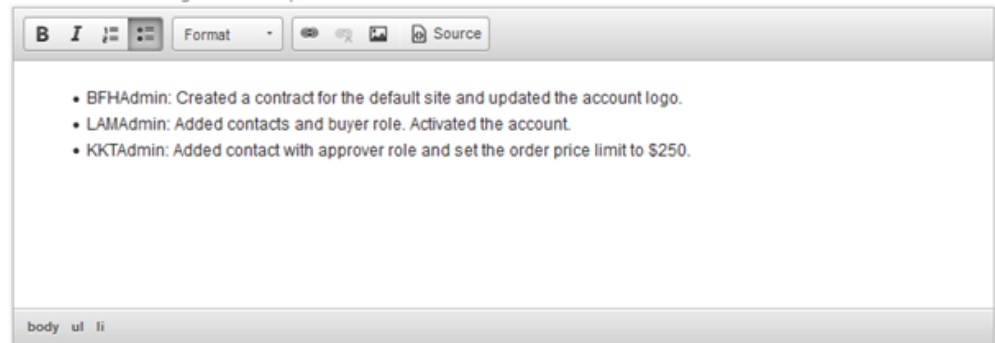 B I Format Source
BFHAdmin: Created a contract for the default site and updated the account logo.
LAMAdmin: Added contacts and buyer role. Activated the account.
KKTAdmin: Added contact with approver role and set the order price limit to $250.
body ul li